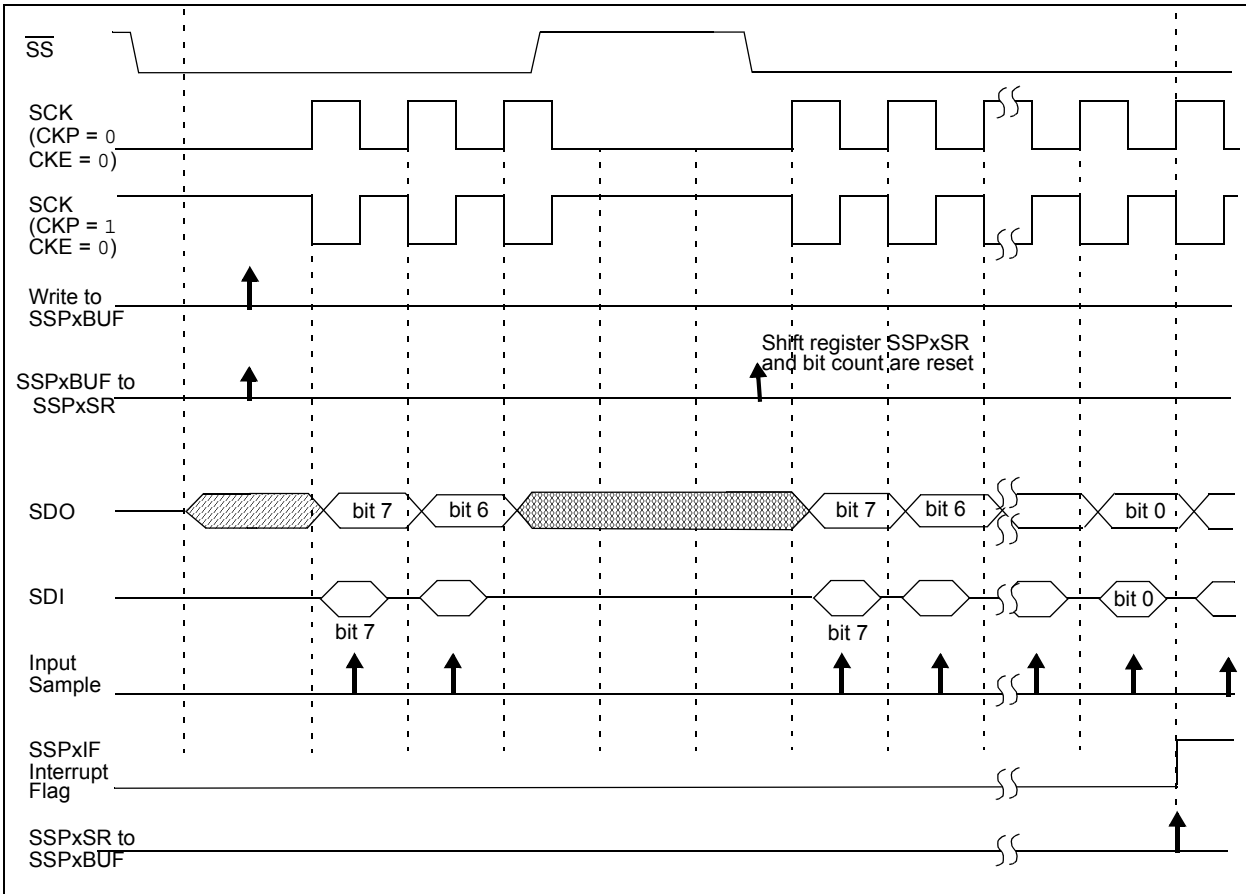 SS
SCK
(CKP = 0
CKE = 0)
SCK
(CKP = 1
CKE = 0)
Write to
SSPxBUF
Shift register SSPxSR
and bit count are reset
SSPxBUF to
SSPxSR
SDO
bit 7
bit 6
bit 7
bit 6
bit 0
SDI
bit 0
bit 7
bit 7
Input
Sample
SSPxIF
Interrupt
Flag
SSPxSR to
SSPxBUF